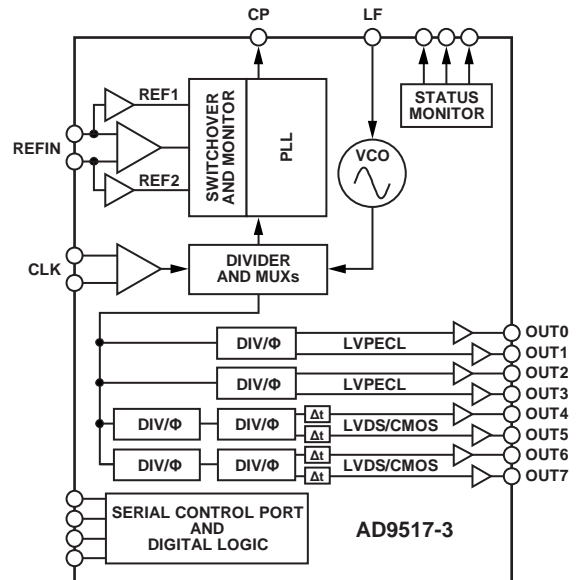 CP
LF
REF1
REFIN
REF2
SWITCHOVER
AND MONITOR
PLL
STATUS
MONITOR
VCO
CLK
DIVIDER
AND MUXs
DIV/Φ
LVPECL
OUT0
OUT1
DIV/Φ
LVPECL
OUT2
OUT3
DIV/Φ
DIV/Φ
Δt
Δt
LVDS/CMOS
OUT4
OUT5
DIV/Φ
DIV/Φ
Δt
Δt
LVDS/CMOS
OUT6
OUT7
SERIAL CONTROL PORT
AND
DIGITAL LOGIC
AD9517-3